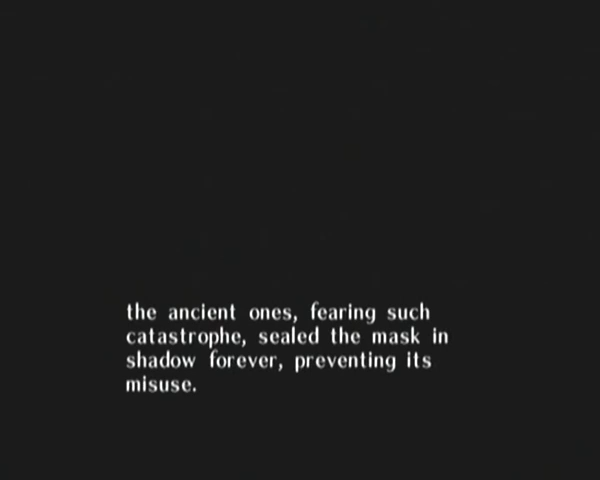 the ancient ones, fearing such
catastrophe, sealed the mask in
shadow forever, preventing its
misuse.